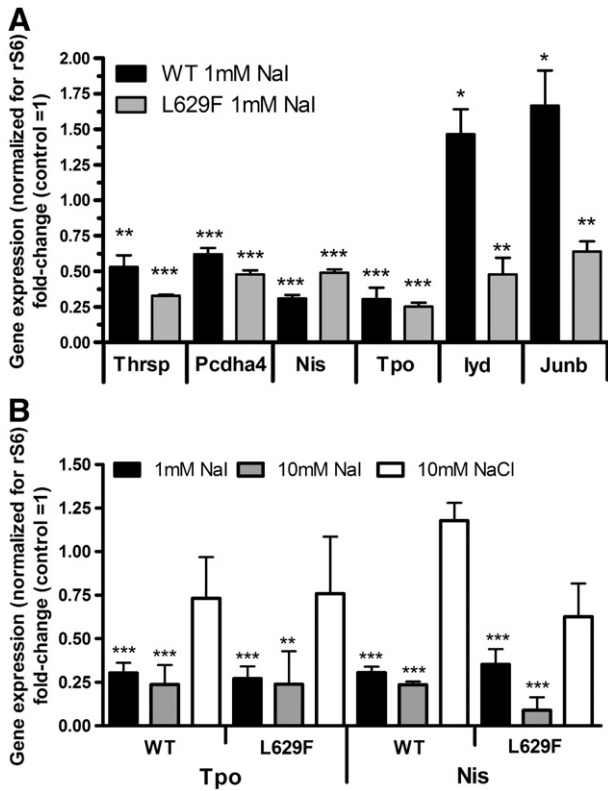 A
Gene expression (normalized for rS6)
fold-change (control =1)
2.00
1.75
1.50
1.25
1.00
0.75
0.50
0.25
0.00
WT 1mM NaI
L629F 1mM NaI
** *** *** *** *** *** *** *** * ** * **
Thrsp Pcdha4 Nis Tpo Iyd Junb
B
Gene expression (normalized for rS6)
fold-change (control =1)
1.50
1.25
1.00
0.75
0.50
0.25
0.00
1mM NaI 10mM NaI 10mM NaCl
*** *** *** ** *** *** *** ***
WT L629F WT L629F
Tpo Nis